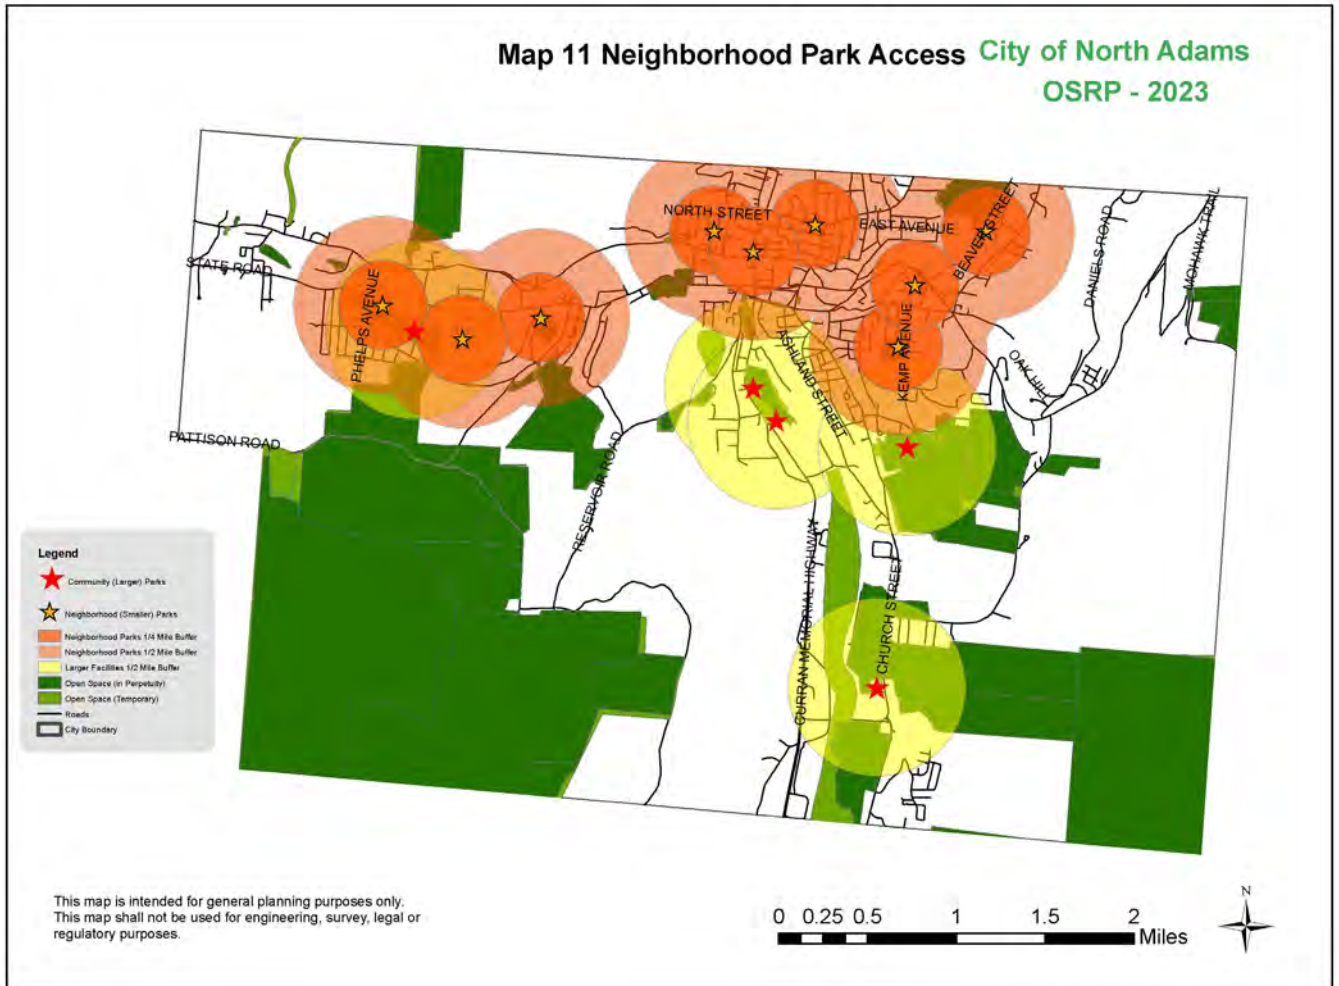 Map 11 Neighborhood Park Access
City of North Adams
OSRP - 2023
NORTH STREET
EAST AVENUE
BEAVER STREET
DANIELS ROAD
MOHAWK TRAIL
STATE ROAD
PHELPS AVENUE
ASHLAND STREET
KEMP AVENUE
OAK HILL
PATTISON ROAD
RESERVOIR ROAD
CURRAN MEMORIAL HIGHWAY
CHURCH STREET
Legend
Community (Larger) Parks
Neighborhood (Smaller) Parks
Neighborhood Parks 1/4 Mile Buffer
Neighborhood Parks 1/2 Mile Buffer
Larger Facilities 1/2 Mile Buffer
Open Space (in Perpetuity)
Open Space (Temporary)
Roads
City Boundary
This map is intended for general planning purposes only.
This map shall not be used for engineering, survey, legal or
regulatory purposes.
0 0.25 0.5 1 1.5 2
Miles
N